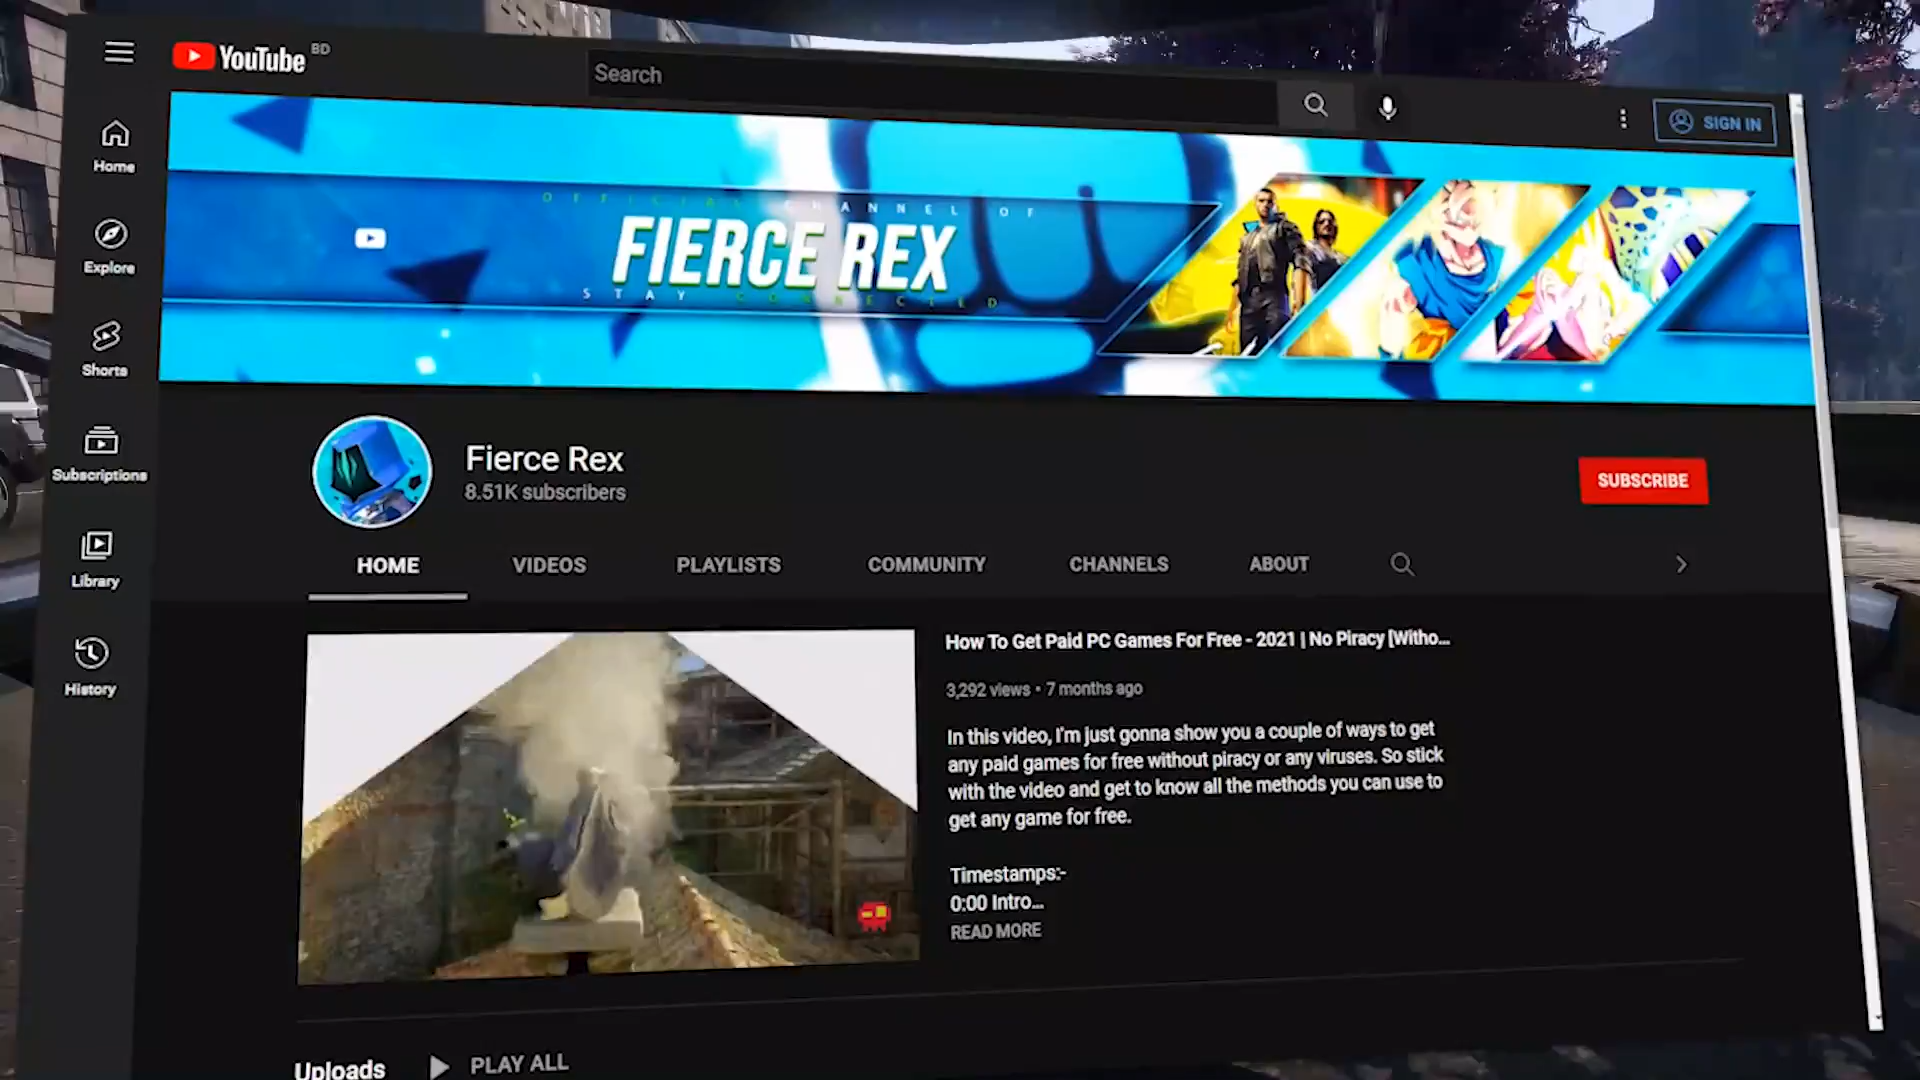 YouTube BD
Search
SIGN IN
Home
Explore
Shorts
Subscriptions
Library
History
OFFICIAL CHANNEL OF
FIERCE REX
STAY CONNECTED
Fierce Rex
8.51K subscribers
SUBSCRIBE
HOME VIDEOS PLAYLISTS COMMUNITY CHANNELS ABOUT
How To Get Paid PC Games For Free - 2021 | No Piracy [Witho...
3,292 views • 7 months ago
In this video, I'm just gonna show you a couple of ways to get
any paid games for free without piracy or any viruses. So stick
with the video and get to know all the methods you can use to
get any game for free.
Timestamps:-
0:00 Intro...
READ MORE
Uploads PLAY ALL